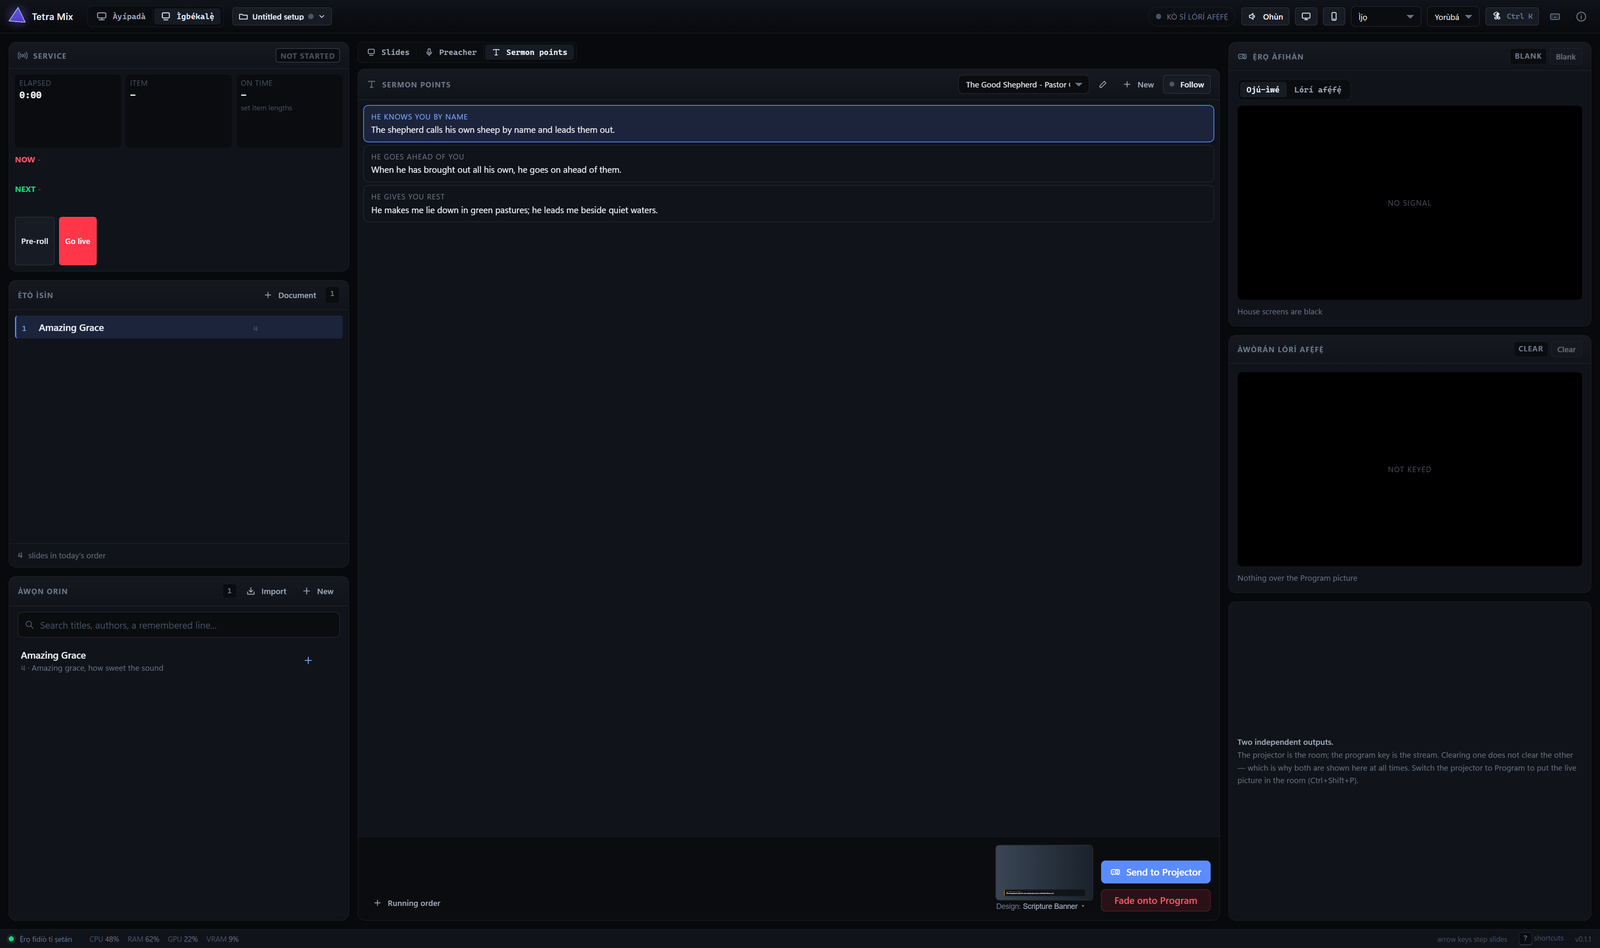 Tetra Mix
Àyípadà
Ìgbékalẹ̀
Untitled setup
KÒ SÍ LÓRÍ AFẸ́FẸ́
Ohùn
Ìjọ
Yorùbá
Ctrl K
SERVICE
NOT STARTED
ELAPSED
0:00
ITEM
–
ON TIME
–
set item lengths
NOW -
NEXT -
Pre-roll
Go live
ÈTÒ ÌSÌN
+ Document
1
1 Amazing Grace 4
4 slides in today's order
ÀWỌN ORIN
1
Import
+ New
Search titles, authors, a remembered line...
Amazing Grace
4 · Amazing grace, how sweet the sound
+
Slides
Preacher
Sermon points
SERMON POINTS
The Good Shepherd - Pastor
+ New
Follow
HE KNOWS YOU BY NAME
The shepherd calls his own sheep by name and leads them out.
HE GOES AHEAD OF YOU
When he has brought out all his own, he goes on ahead of them.
HE GIVES YOU REST
He makes me lie down in green pastures; he leads me beside quiet waters.
+ Running order
Design: Scripture Banner
Send to Projector
Fade onto Program
Ẹ̀RỌ ÀFIHÀN
BLANK
Blank
Ojú-ìwé
Lórí afẹ́fẹ́
NO SIGNAL
House screens are black
ÀWÒRÁN LÓRÍ AFẸ́FẸ́
CLEAR
Clear
NOT KEYED
Nothing over the Program picture
Two independent outputs.
The projector is the room; the program key is the stream. Clearing one does not clear the other
— which is why both are shown here at all times. Switch the projector to Program to put the live
picture in the room (Ctrl+Shift+P).
Ẹ̀rọ fídíò ti ṣetán
CPU 48%
RAM 62%
GPU 22%
VRAM 9%
arrow keys step slides
? shortcuts
v0.1.1